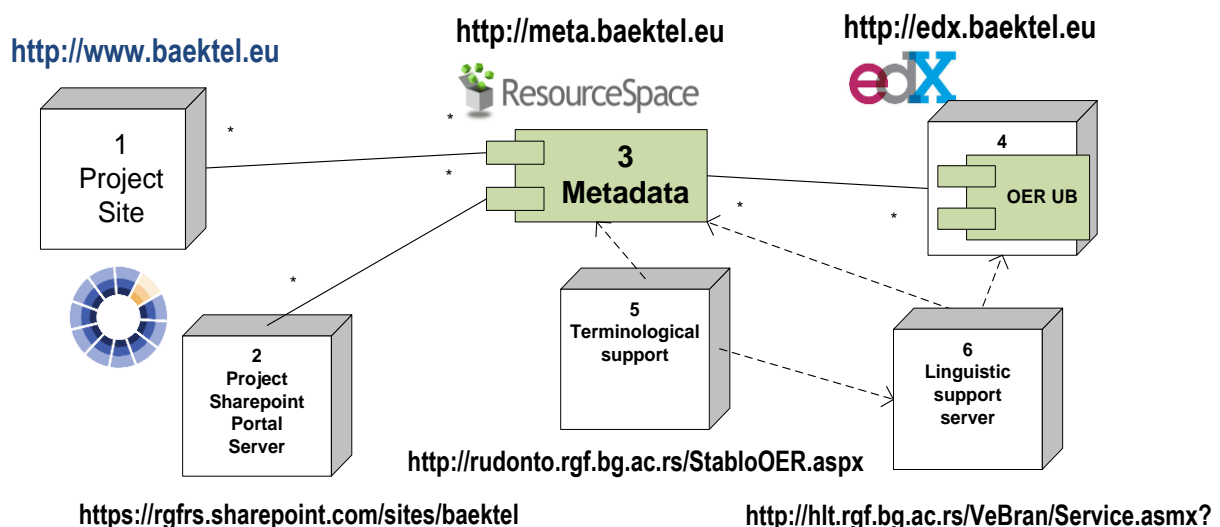 http://www.baektel.eu
http://meta.baektel.eu
http://edx.baektel.eu
ResourceSpace
edX
1
Project
Site
*
*
*
*
3
Metadata
*
*
4
OER UB
2
Project
Sharepoint
Portal
Server
5
Terminological
support
6
Linguistic
support
server
http://rudonto.rgf.bg.ac.rs/StabloOER.aspx
https://rgfrs.sharepoint.com/sites/baektel
http://hlt.rgf.bg.ac.rs/VeBran/Service.asmx?